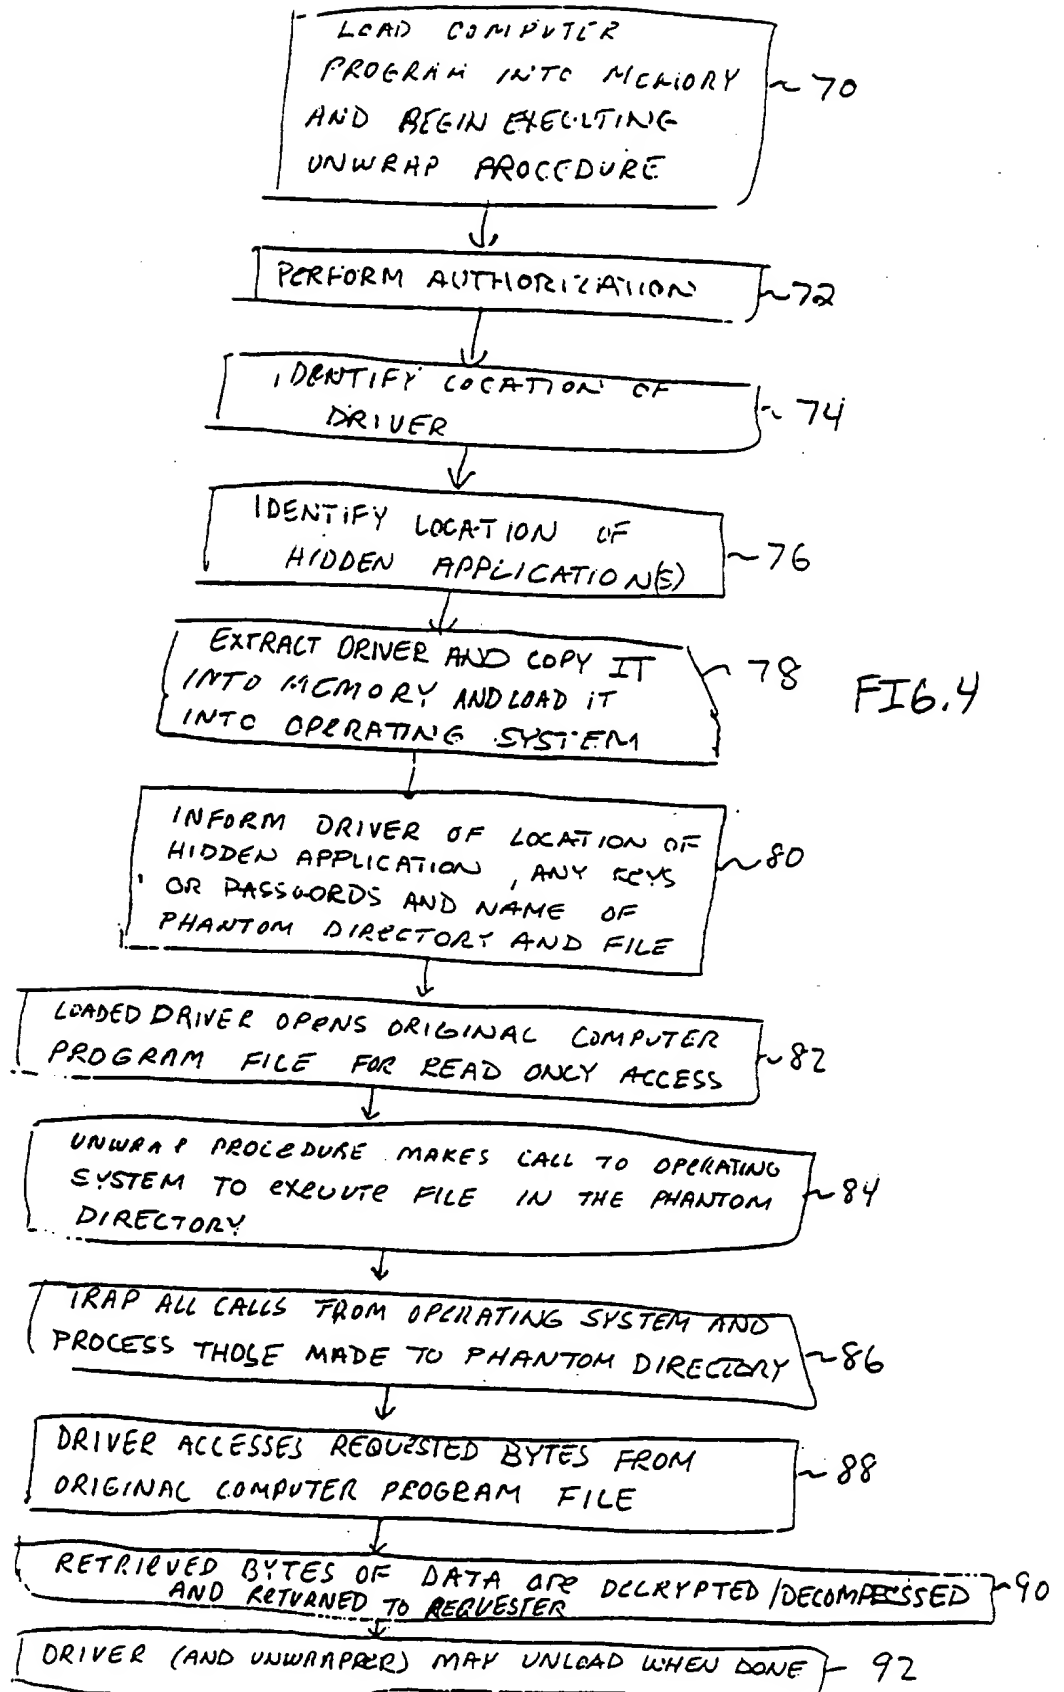 LOAD COMPUTER
PROGRAM INTO MEMORY
AND BEGIN EXECUTING
UNWRAP PROCEDURE
70
PERFORM AUTHORIZATION
72
IDENTIFY LOCATION OF
DRIVER
74
IDENTIFY LOCATION OF
HIDDEN APPLICATION(S)
76
EXTRACT DRIVER AND COPY IT
INTO MEMORY AND LOAD IT
INTO OPERATING SYSTEM
78
FIG.4
INFORM DRIVER OF LOCATION OF
HIDDEN APPLICATION, ANY KEYS
OR PASSWORDS AND NAME OF
PHANTOM DIRECTORY AND FILE
80
LOADED DRIVER OPENS ORIGINAL COMPUTER
PROGRAM FILE FOR READ ONLY ACCESS
82
UNWRAP PROCEDURE MAKES CALL TO OPERATING
SYSTEM TO EXECUTE FILE IN THE PHANTOM
DIRECTORY
84
TRAP ALL CALLS FROM OPERATING SYSTEM AND
PROCESS THOSE MADE TO PHANTOM DIRECTORY
86
DRIVER ACCESSES REQUESTED BYTES FROM
ORIGINAL COMPUTER PROGRAM FILE
88
RETRIEVED BYTES OF DATA ARE DECRYPTED/DECOMPRESSED
AND RETURNED TO REQUESTER
90
DRIVER (AND UNWRAPPER) MAY UNLOAD WHEN DONE
92